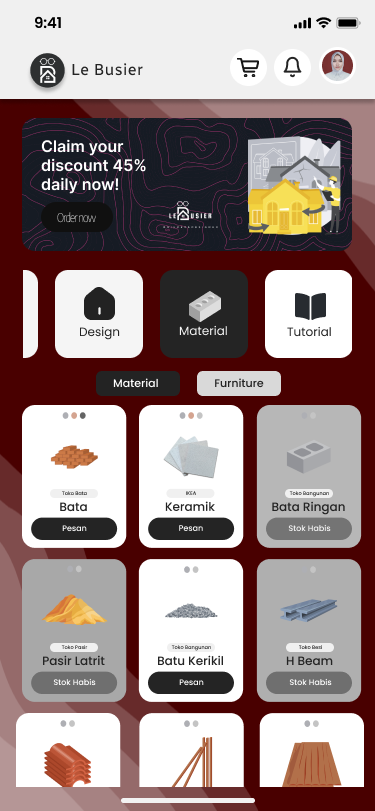 9:41
Le Busier
Claim your
discount 45%
daily now!
Order now
LE BUSIER
Design
Material
Tutorial
Material
Furniture
Toko Bata
Bata
Pesan
IKEA
Keramik
Pesan
Toko Bangunan
Bata Ringan
Stok Habis
Toko Pasir
Pasir Latrit
Stok Habis
Toko Bangunan
Batu Kerikil
Pesan
Toko Besi
H Beam
Stok Habis